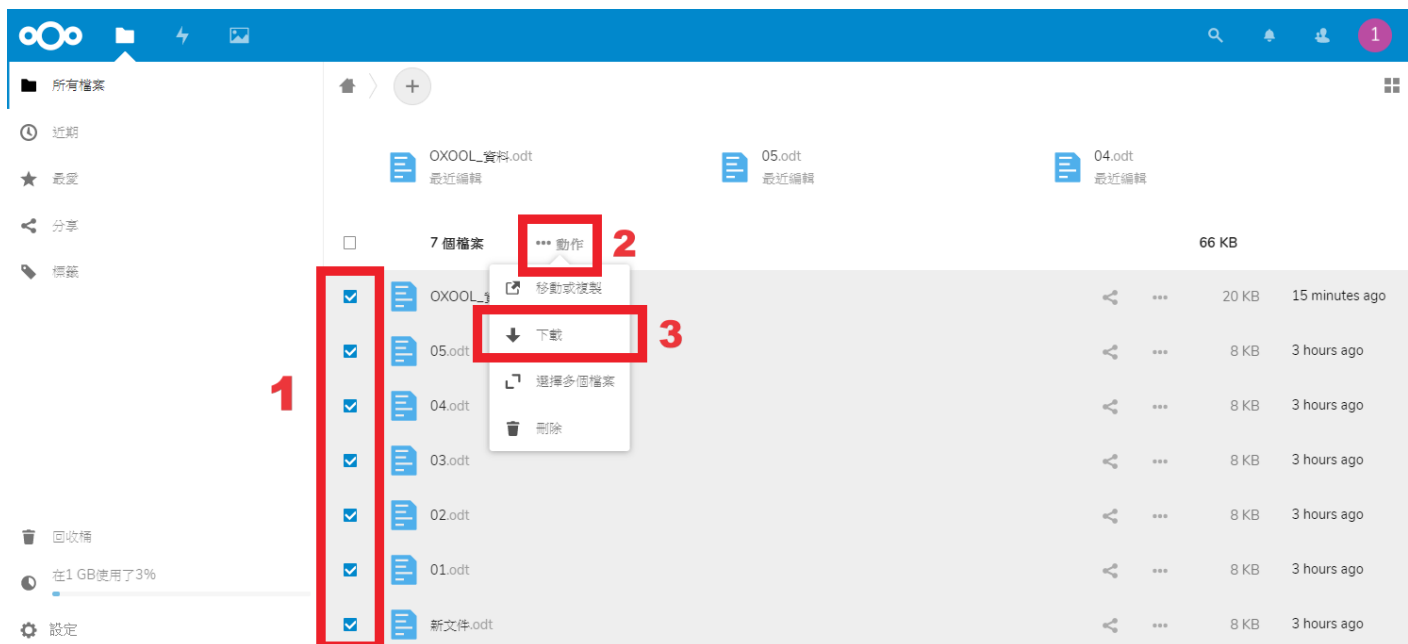 1
所有檔案
近期
最愛
分享
標籤
OXOOL_資料.odt
最近編輯
05.odt
最近編輯
04.odt
最近編輯
7 個檔案
••• 動作
2
66 KB
移動或複製
下載
3
選擇多個檔案
刪除
1
OXOOL_
20 KB
15 minutes ago
05.odt
8 KB
3 hours ago
04.odt
8 KB
3 hours ago
03.odt
8 KB
3 hours ago
02.odt
8 KB
3 hours ago
01.odt
8 KB
3 hours ago
新文件.odt
8 KB
3 hours ago
回收桶
在1 GB使用了3%
設定